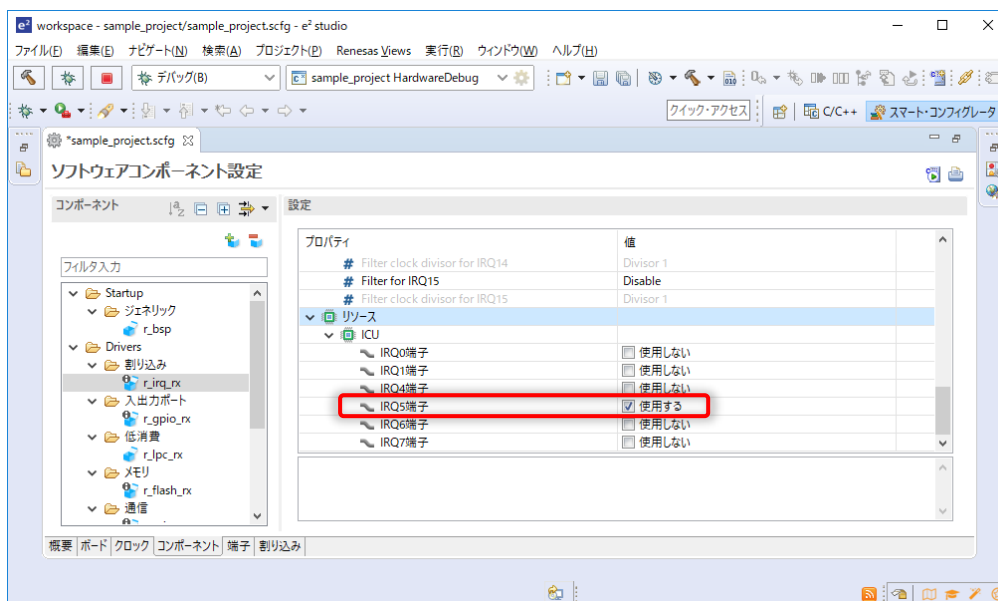 workspace - sample_project/sample_project.scfg - e² studio
ファイル(F) 編集(E) ナビゲート(N) 検索(A) プロジェクト(P) Renesas Views 実行(R) ウィンドウ(W) ヘルプ(H)
デバッグ(B) sample_project HardwareDebug
クイック・アクセス C/C++ スマート・コンフィグレータ
*sample_project.scfg
ソフトウェアコンポーネント設定
コンポーネント
設定
フィルタ入力
Startup
ジェネリック
r_bsp
Drivers
割り込み
r_irq_rx
入出力ポート
r_gpio_rx
低消費
r_lpc_rx
メモリ
r_flash_rx
通信
プロパティ 値
# Filter clock divisor for IRQ14 Divisor 1
# Filter for IRQ15 Disable
# Filter clock divisor for IRQ15 Divisor 1
リソース
ICU
IRQ0端子 使用しない
IRQ1端子 使用しない
IRQ4端子 使用しない
IRQ5端子 使用する
IRQ6端子 使用しない
IRQ7端子 使用しない
概要 ボード クロック コンポーネント 端子 割り込み